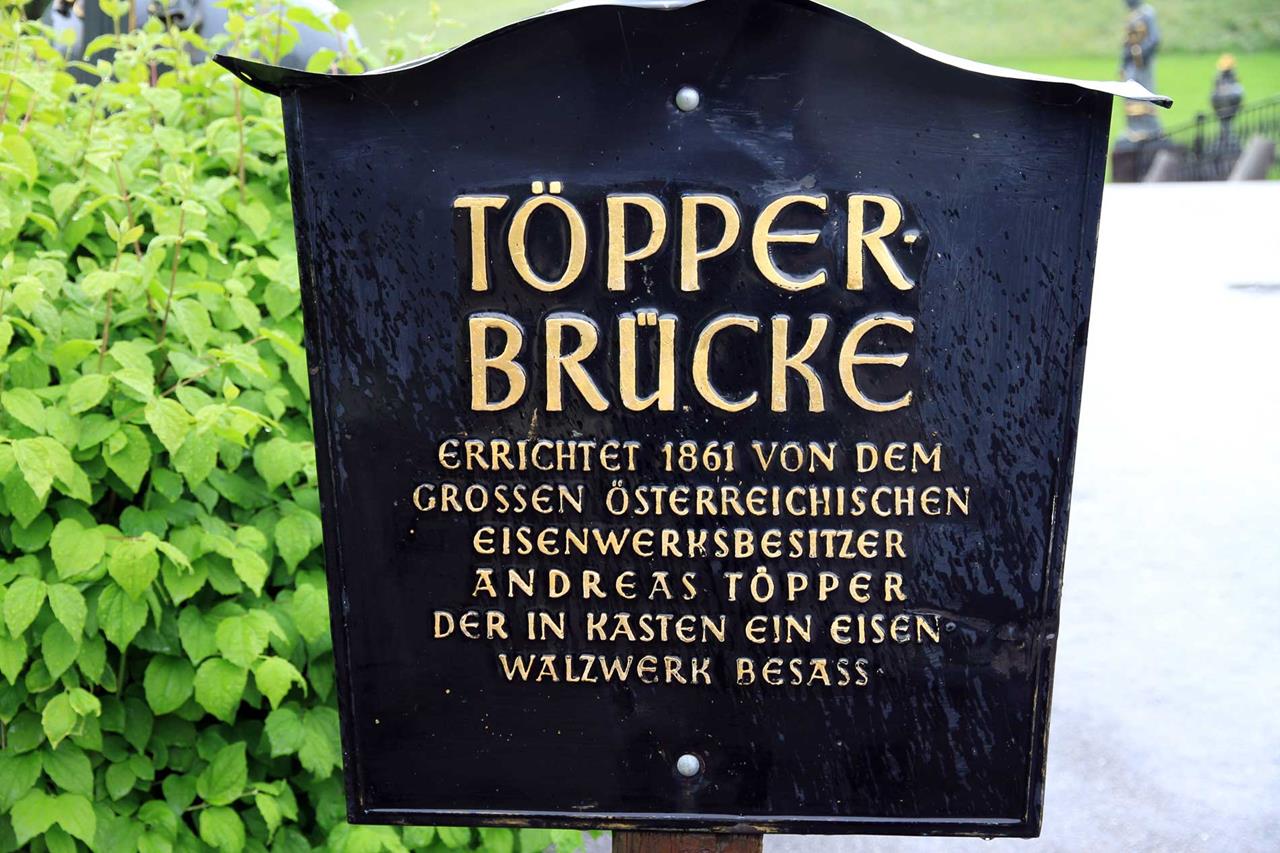 TÖPPER-
BRÜCKE
ERRICHTET 1861 VON DEM
GROSSEN ÖSTERREICHISCHEN
EISENWERKSBESITZER
ANDREAS TÖPPER
DER IN KASTEN EIN EISEN
WALZWERK BESASS